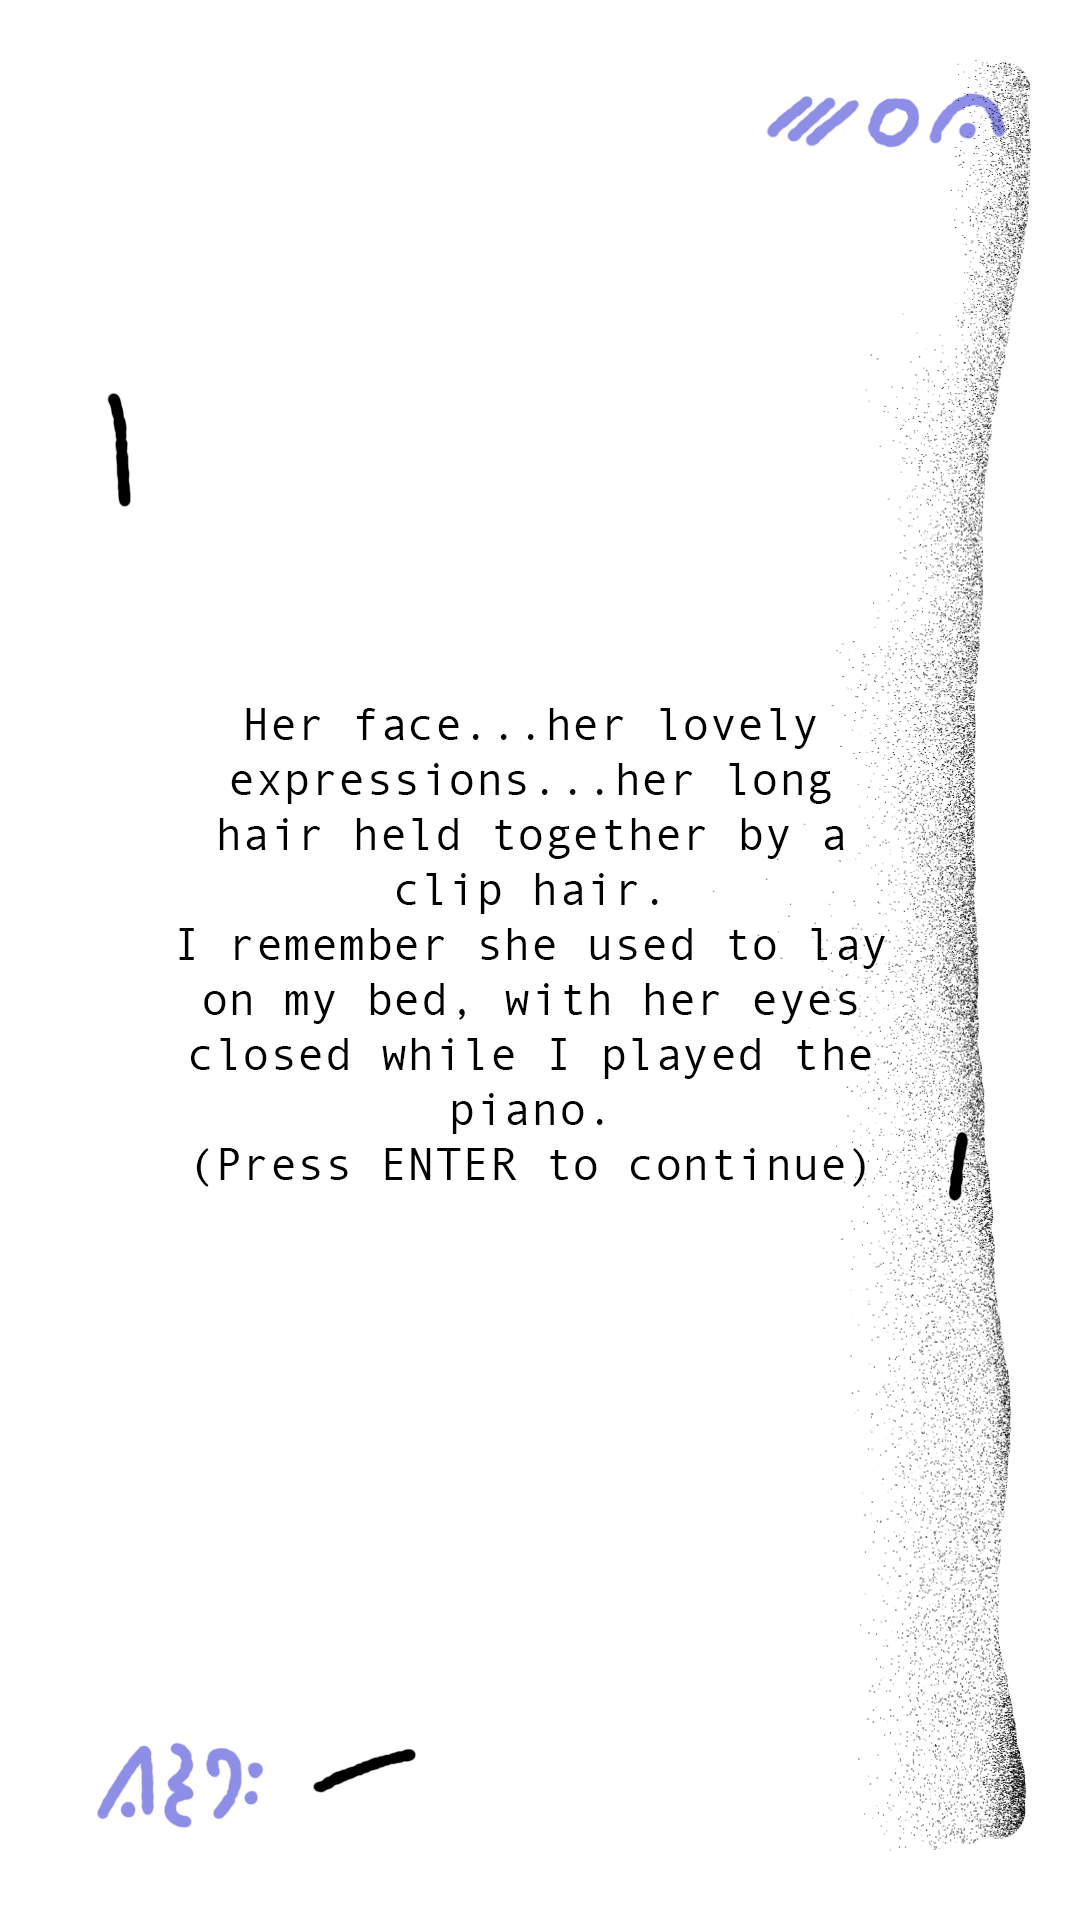 Her face...her lovely
expressions...her long
hair held together by a
clip hair.
I remember she used to lay
on my bed, with her eyes
closed while I played the
piano.
(Press ENTER to continue)